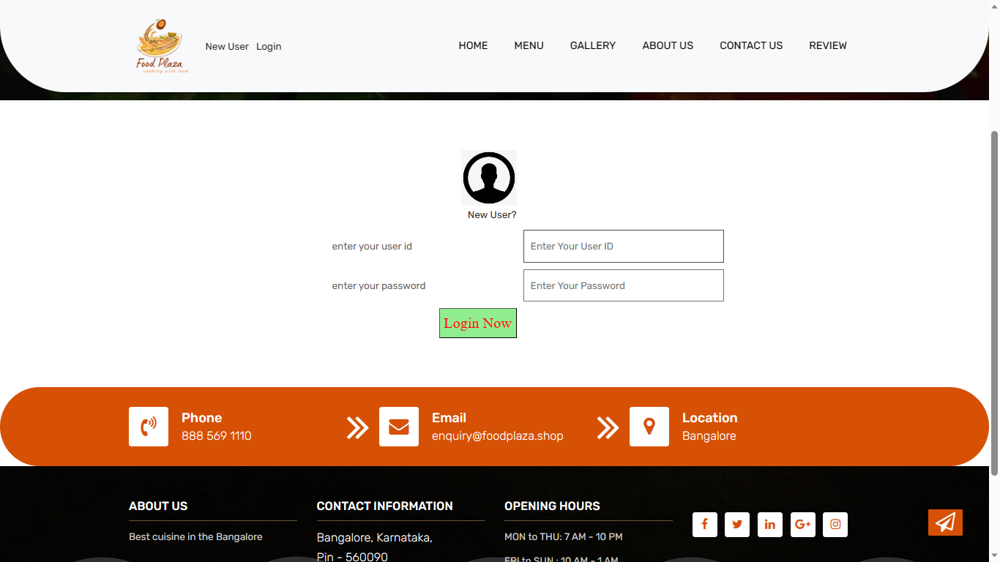 Food Plaza
cooking with love
New User Login
HOME MENU GALLERY ABOUT US CONTACT US REVIEW
New User?
enter your user id
Enter Your User ID
enter your password
Enter Your Password
Login Now
Phone
888 569 1110
Email
enquiry@foodplaza.shop
Location
Bangalore
ABOUT US
Best cuisine in the Bangalore
CONTACT INFORMATION
Bangalore, Karnataka,
Pin - 560090
OPENING HOURS
MON to THU: 7 AM - 10 PM
FRI to SUN : 10 AM - 1 AM
f
in
G+